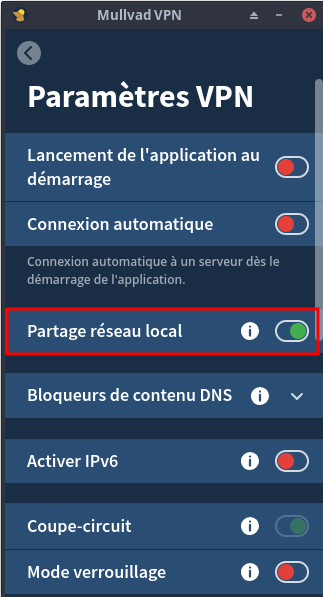 Mullvad VPN
Paramètres VPN
Lancement de l'application au
démarrage
Connexion automatique
Connexion automatique à un serveur dès le
démarrage de l'application.
Partage réseau local
Bloqueurs de contenu DNS
Activer IPv6
Coupe-circuit
Mode verrouillage